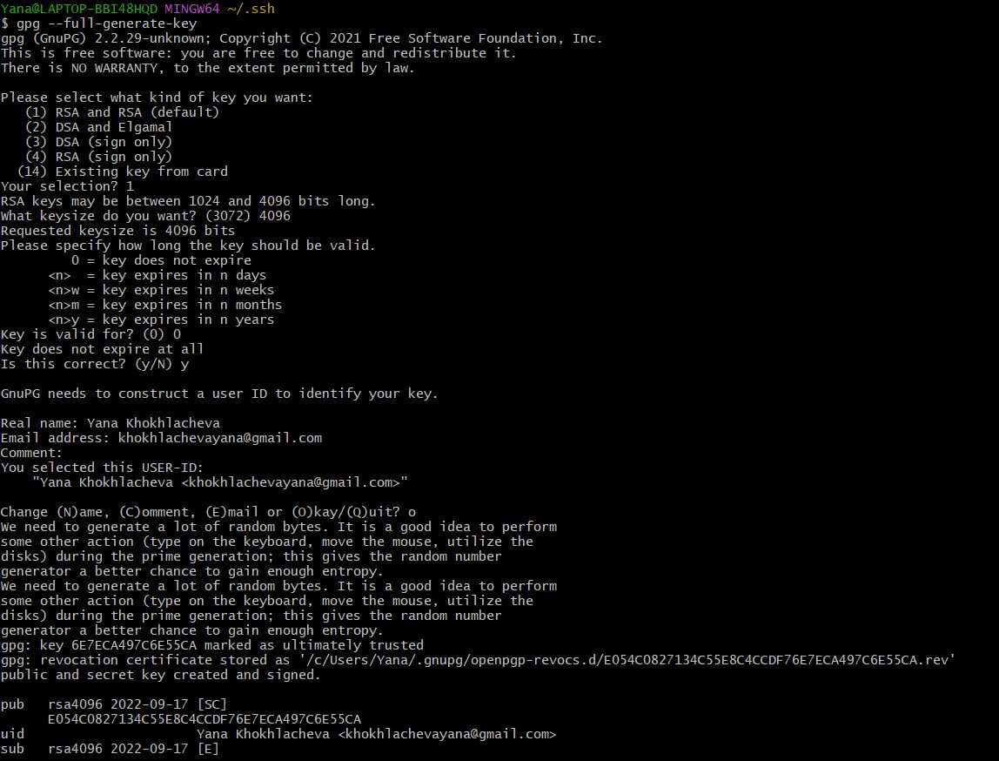 Yana@LAPTOP-BBI48HQD MINGW64 ~/.ssh
$ gpg --full-generate-key
gpg (GnuPG) 2.2.29-unknown; Copyright (C) 2021 Free Software Foundation, Inc.
This is free software: you are free to change and redistribute it.
There is NO WARRANTY, to the extent permitted by law.

Please select what kind of key you want:
   (1) RSA and RSA (default)
   (2) DSA and Elgamal
   (3) DSA (sign only)
   (4) RSA (sign only)
  (14) Existing key from card
Your selection? 1
RSA keys may be between 1024 and 4096 bits long.
What keysize do you want? (3072) 4096
Requested keysize is 4096 bits
Please specify how long the key should be valid.
         0 = key does not expire
      <n>  = key expires in n days
      <n>w = key expires in n weeks
      <n>m = key expires in n months
      <n>y = key expires in n years
Key is valid for? (0) 0
Key does not expire at all
Is this correct? (y/N) y

GnuPG needs to construct a user ID to identify your key.

Real name: Yana Khokhlacheva
Email address: khokhlachevayana@gmail.com
Comment:
You selected this USER-ID:
    "Yana Khokhlacheva <khokhlachevayana@gmail.com>"

Change (N)ame, (C)omment, (E)mail or (O)kay/(Q)uit? o
We need to generate a lot of random bytes. It is a good idea to perform
some other action (type on the keyboard, move the mouse, utilize the
disks) during the prime generation; this gives the random number
generator a better chance to gain enough entropy.
We need to generate a lot of random bytes. It is a good idea to perform
some other action (type on the keyboard, move the mouse, utilize the
disks) during the prime generation; this gives the random number
generator a better chance to gain enough entropy.
gpg: key 6E7ECA497C6E55CA marked as ultimately trusted
gpg: revocation certificate stored as '/c/Users/Yana/.gnupg/openpgp-revocs.d/E054C0827134C55E8C4CCDF76E7ECA497C6E55CA.rev'
public and secret key created and signed.

pub   rsa4096 2022-09-17 [SC]
      E054C0827134C55E8C4CCDF76E7ECA497C6E55CA
uid                      Yana Khokhlacheva <khokhlachevayana@gmail.com>
sub   rsa4096 2022-09-17 [E]